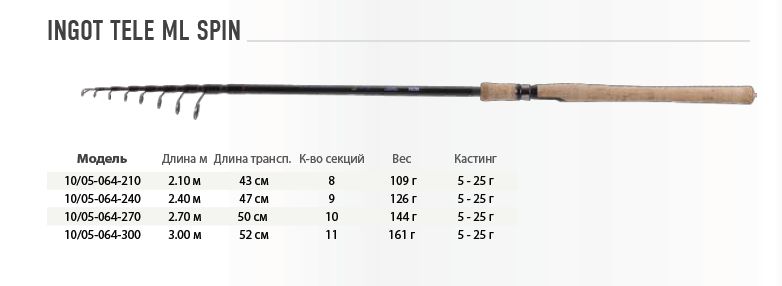 INGOT TELE ML SPIN
Модель Длина м Длина трансп. К-во секций Вес Кастинг
10/05-064-210 2.10 м 43 см 8 109 г 5 - 25 г
10/05-064-240 2.40 м 47 см 9 126 г 5 - 25 г
10/05-064-270 2.70 м 50 см 10 144 г 5 - 25 г
10/05-064-300 3.00 м 52 см 11 161 г 5 - 25 г